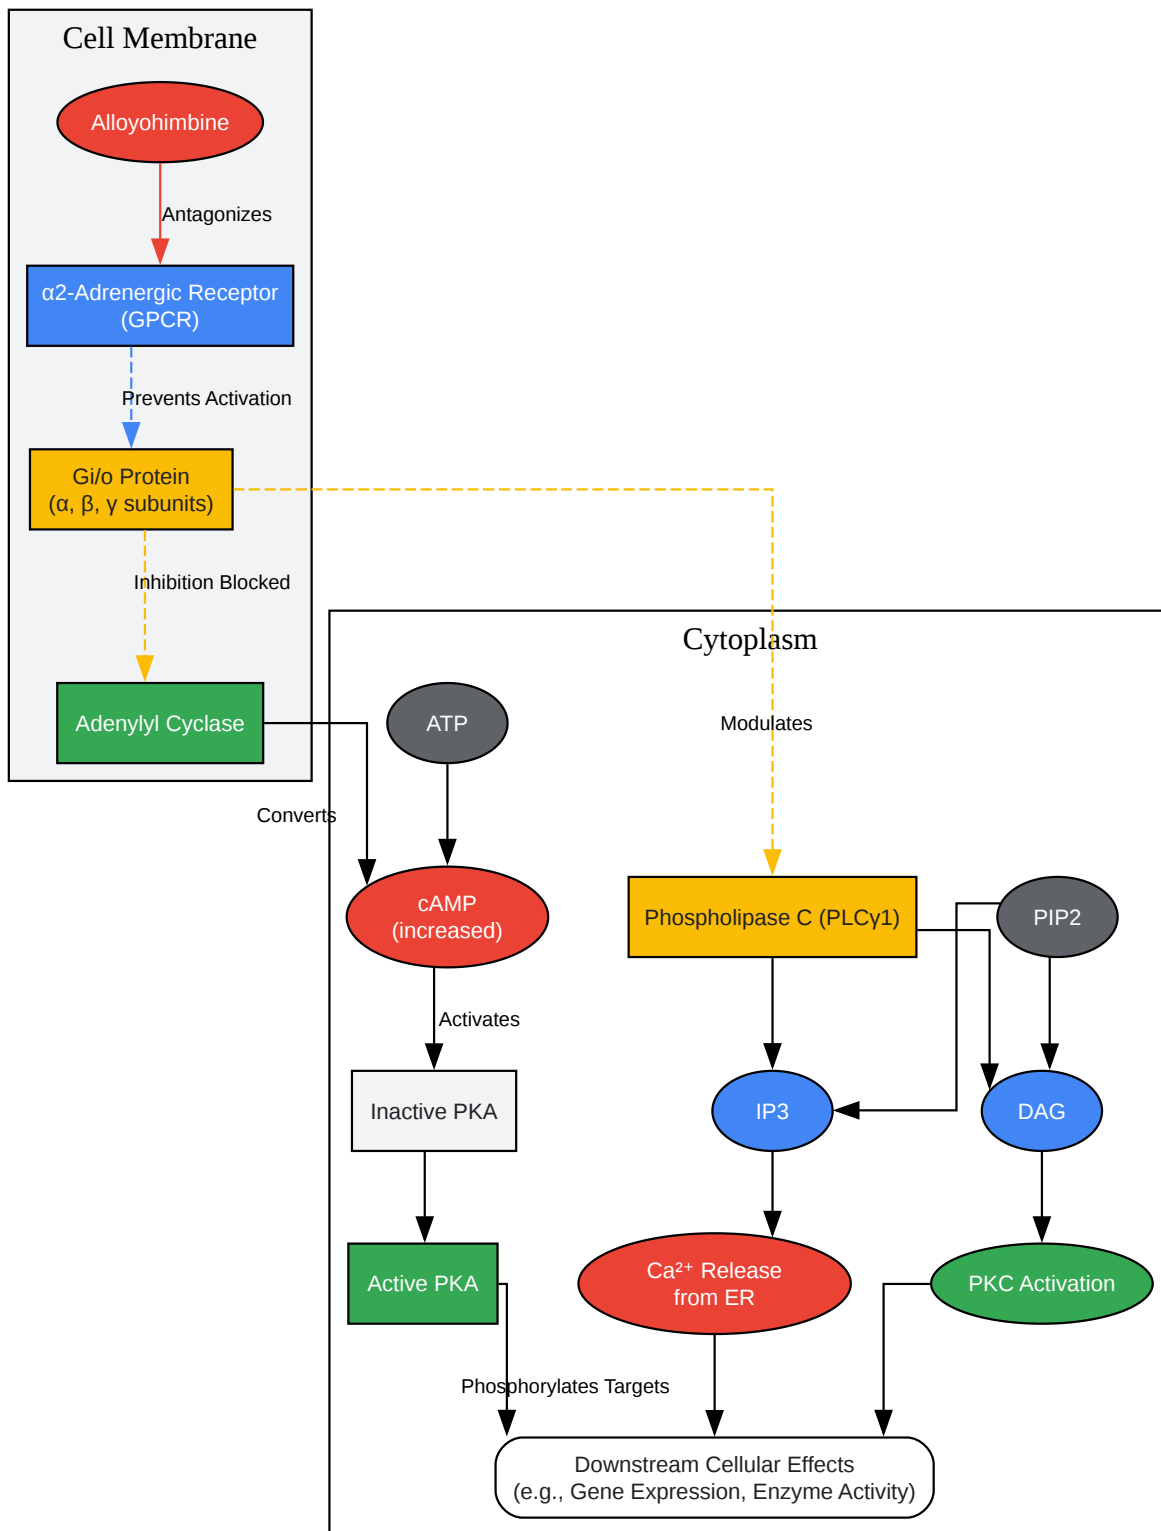 Cell Membrane
Alloyohimbine
Antagonizes
α2-Adrenergic Receptor
(GPCR)
Prevents Activation
Gi/o Protein
(α, β, γ subunits)
Inhibition Blocked
Adenylyl Cyclase
Cytoplasm
ATP
Modulates
Converts
cAMP
(increased)
Phospholipase C (PLCγ1)
PIP2
Activates
Inactive PKA
IP3
DAG
Active PKA
Ca²⁺ Release
from ER
PKC Activation
Phosphorylates Targets
Downstream Cellular Effects
(e.g., Gene Expression, Enzyme Activity)